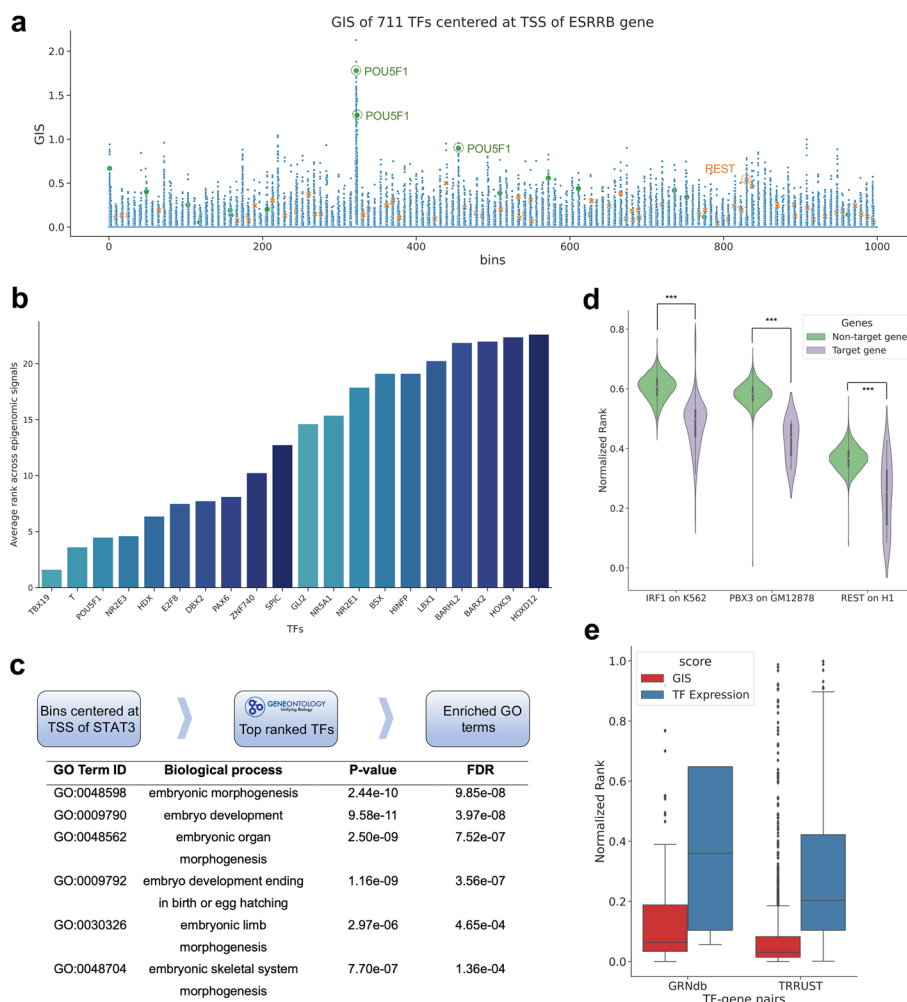 a
GIS of 711 TFs centered at TSS of ESRRB gene
GIS
2.0
1.5
1.0
0.5
0.0
POU5F1
POU5F1
POU5F1
REST
0 200 400 600 800 1000
bins
b
Average rank across epigenomic signals
20
15
10
5
0
TBX19 T POU5F1 NR2E3 HDX E2F8 DBX2 PAX6 ZNF740 SPIC GLI2 NR5A1 NR2E1 BSX HINFP LBX1 BARHL2 BARX2 HOXC9 HOXD12
TFs
d
Normalized Rank
0.8
0.6
0.4
0.2
0.0
*** *** ***
Genes
Non-target gene
Target gene
IRF1 on K562 PBX3 on GM12878 REST on H1
c
Bins centered at
TSS of STAT3
GENEONTOLOGY
Unifying Biology
Top ranked TFs
Enriched GO
terms
GO Term ID Biological process P-value FDR
GO:0048598 embryonic morphogenesis 2.44e-10 9.85e-08
GO:0009790 embryo development 9.58e-11 3.97e-08
GO:0048562 embryonic organ 2.50e-09 7.52e-07
morphogenesis
GO:0009792 embryo development ending 1.16e-09 3.56e-07
in birth or egg hatching
GO:0030326 embryonic limb 2.97e-06 4.65e-04
morphogenesis
GO:0048704 embryonic skeletal system 7.70e-07 1.36e-04
morphogenesis
e
Normalized Rank
1.0
0.8
0.6
0.4
0.2
0.0
score
GIS
TF Expression
GRNdb TRRUST
TF-gene pairs